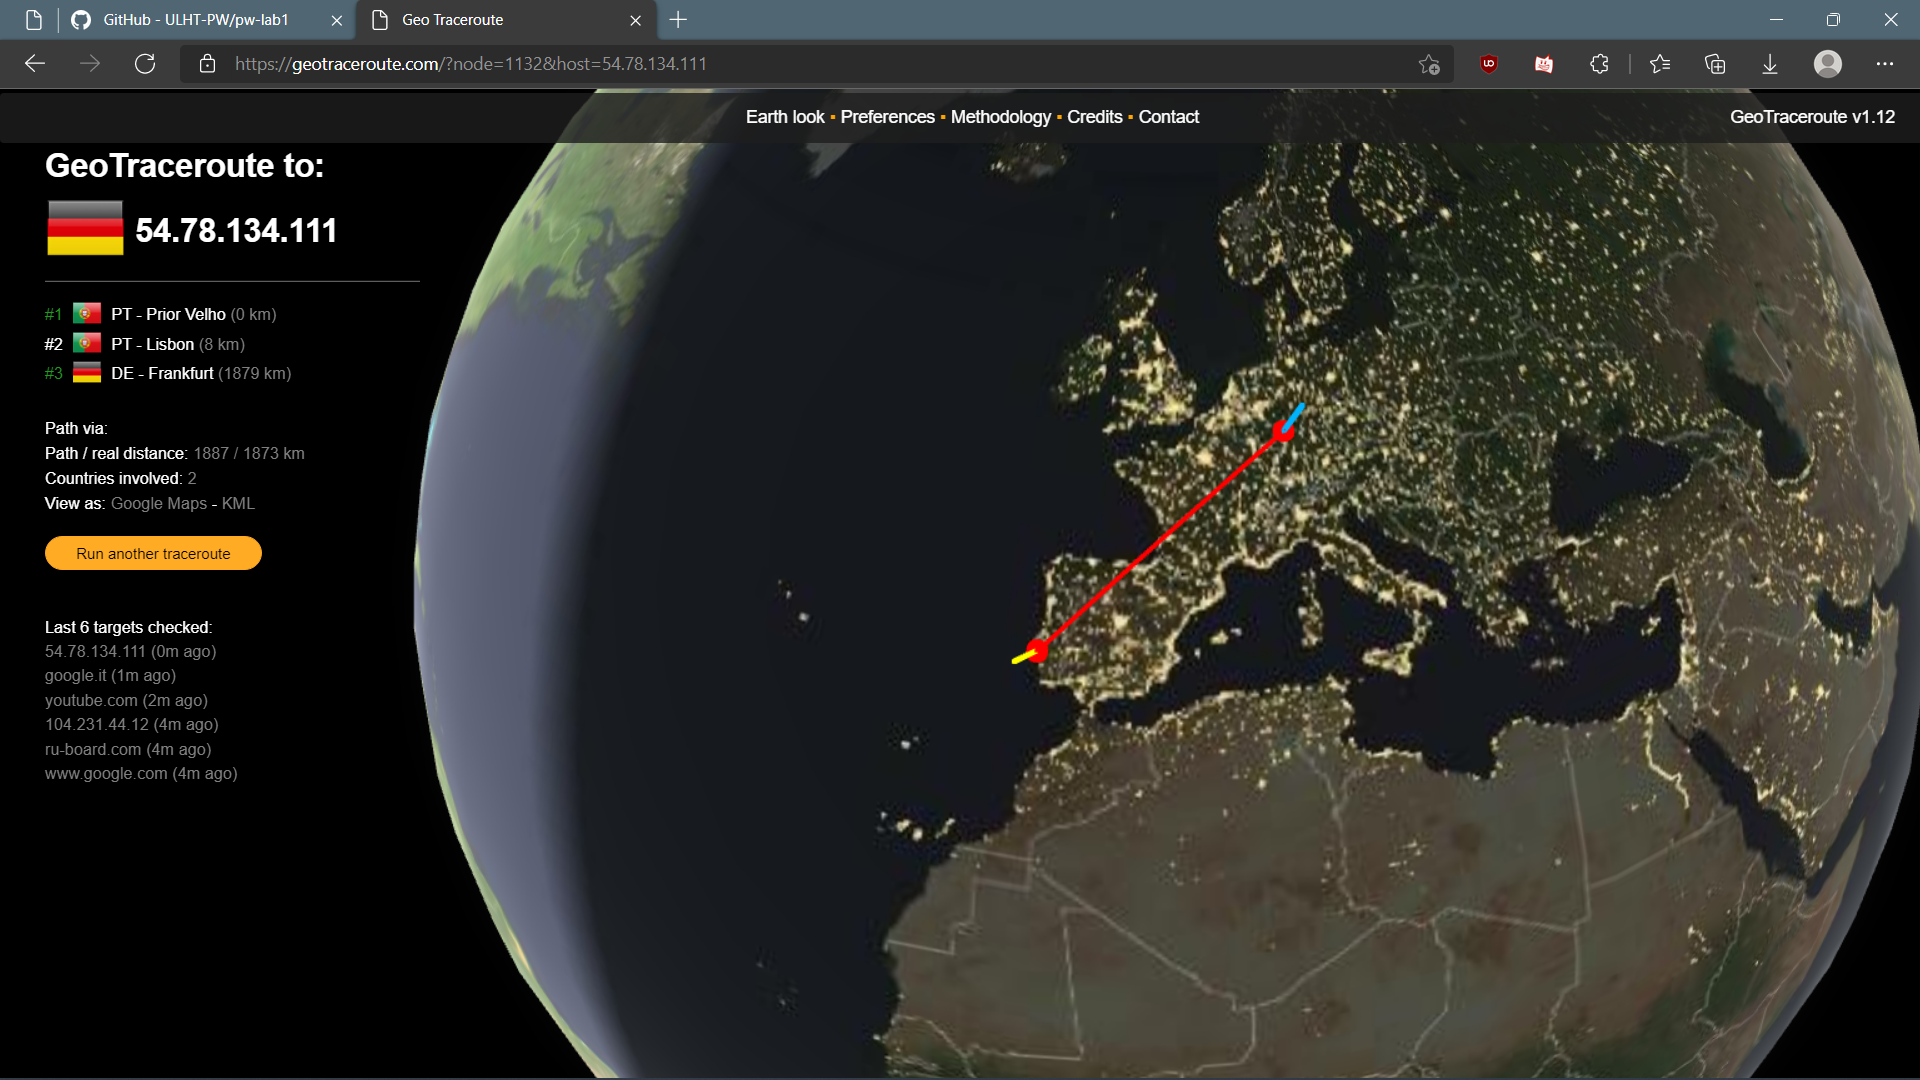 GitHub - ULHT-PW/pw-lab1
Geo Traceroute
https://geotraceroute.com/?node=1132&host=54.78.134.111
Earth look ▪ Preferences ▪ Methodology ▪ Credits ▪ Contact
GeoTraceroute v1.12
GeoTraceroute to:
54.78.134.111
#1 PT - Prior Velho (0 km)
#2 PT - Lisbon (8 km)
#3 DE - Frankfurt (1879 km)
Path via:
Path / real distance: 1887 / 1873 km
Countries involved: 2
View as: Google Maps - KML
Run another traceroute
Last 6 targets checked:
54.78.134.111 (0m ago)
google.it (1m ago)
youtube.com (2m ago)
104.231.44.12 (4m ago)
ru-board.com (4m ago)
www.google.com (4m ago)